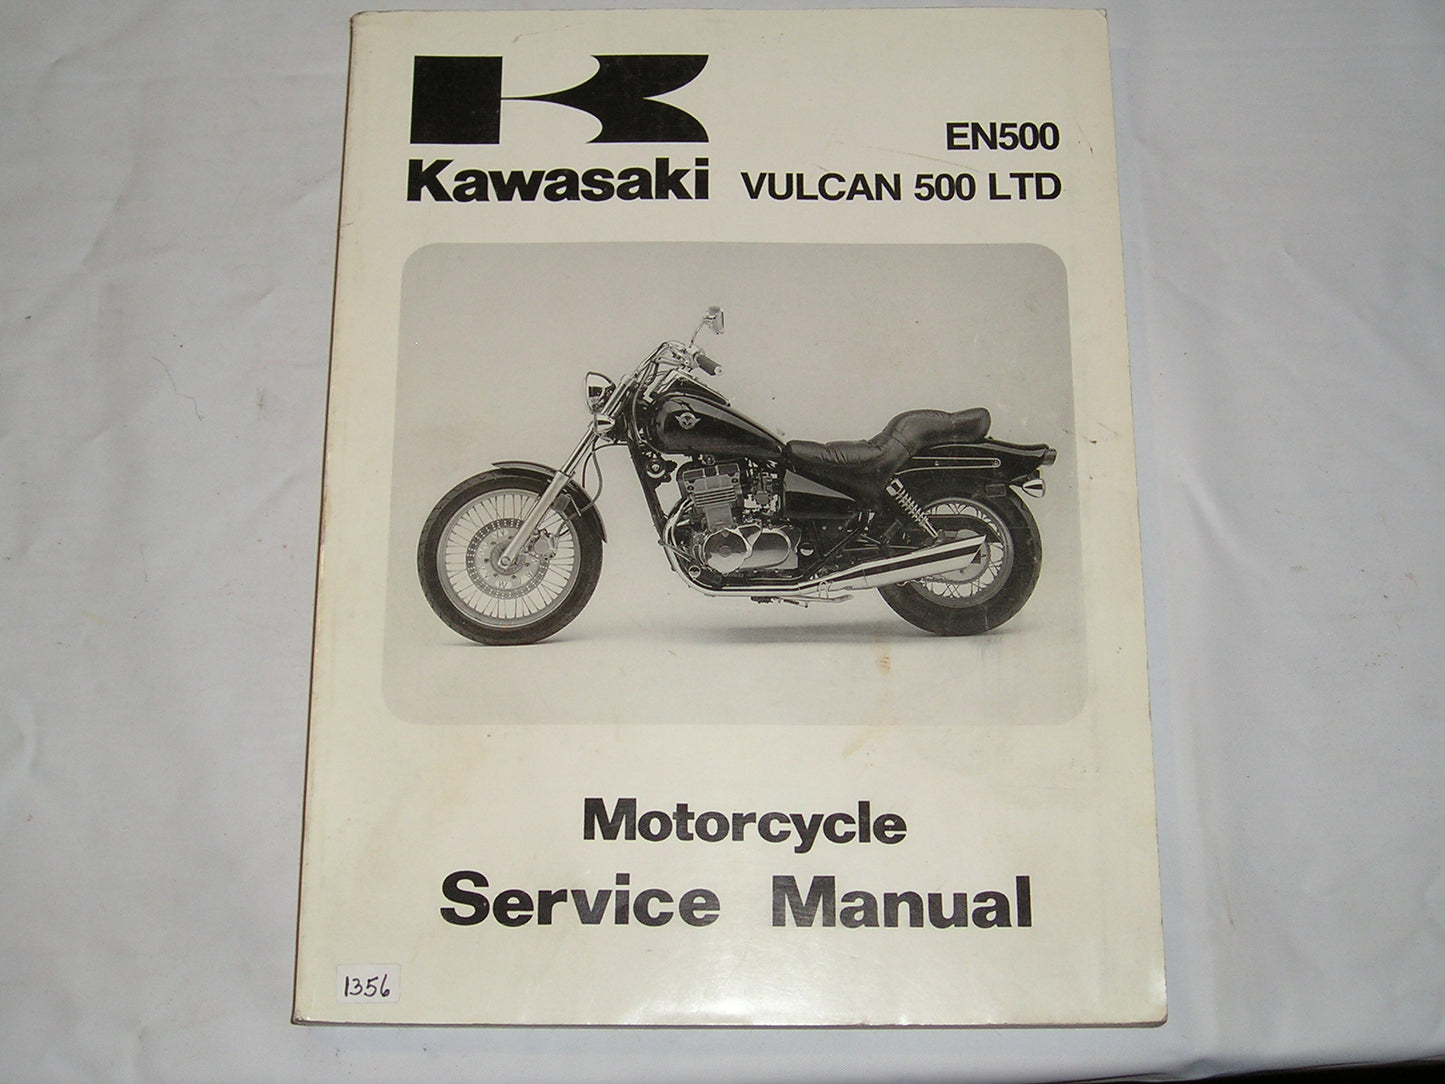 EN500
Kawasaki VULCAN 500 LTD
Motorcycle
Service Manual
1356